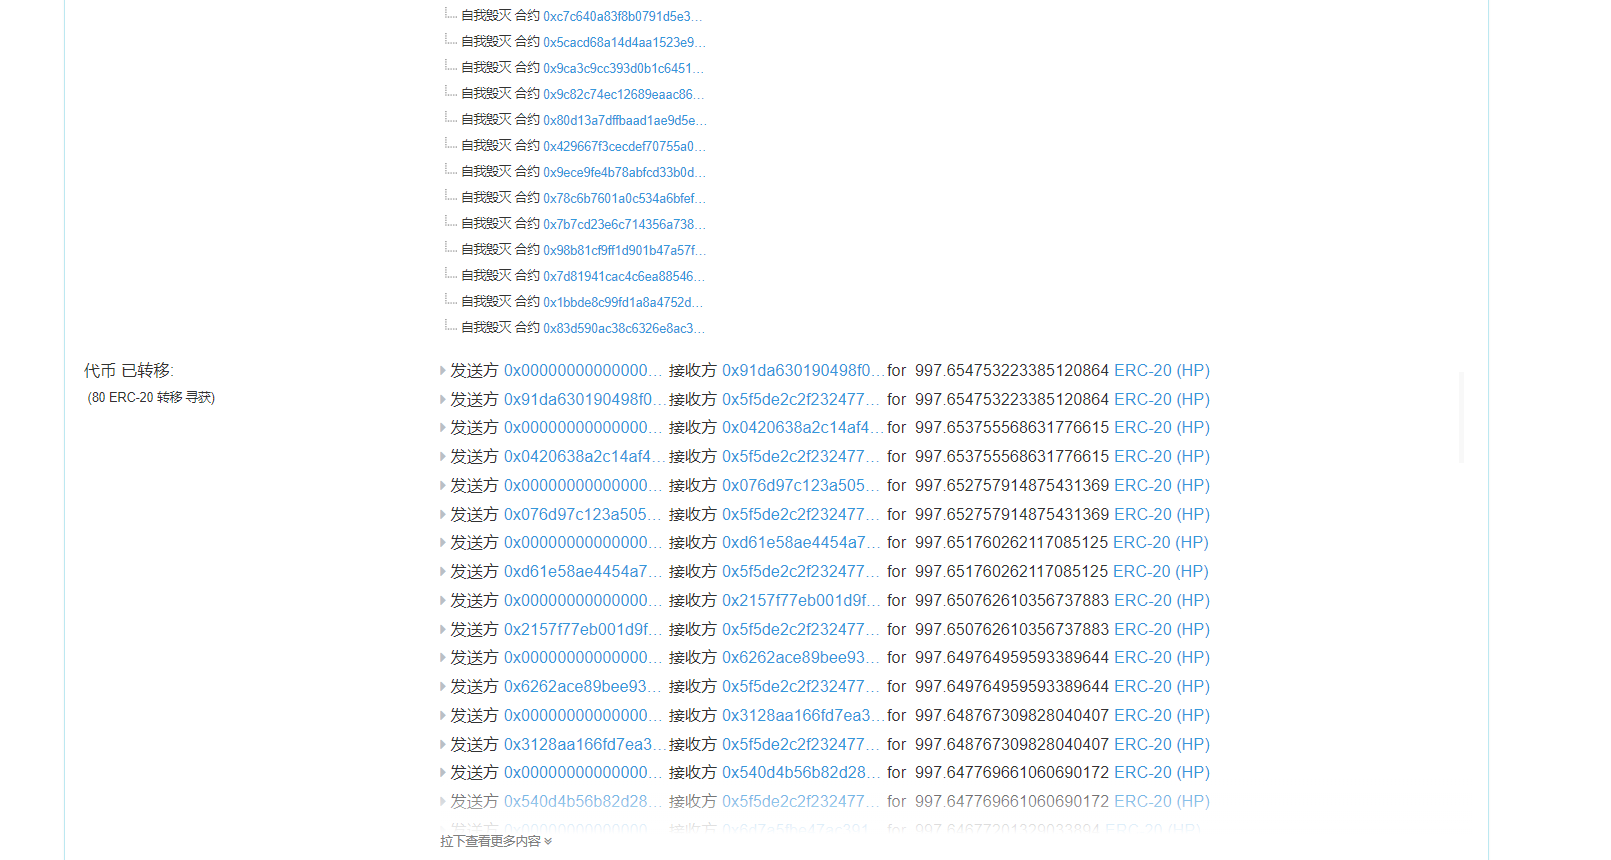 自我毁灭 合约 0xc7c640a83f8b0791d5e3...
自我毁灭 合约 0x5cacd68a14d4aa1523e9...
自我毁灭 合约 0x9ca3c9cc393d0b1c6451...
自我毁灭 合约 0x9c82c74ec12689eaac86...
自我毁灭 合约 0x80d13a7dffbaad1ae9d5e...
自我毁灭 合约 0x429667f3cecdef70755a0...
自我毁灭 合约 0x9ece9fe4b78abfcd33b0d...
自我毁灭 合约 0x78c6b7601a0c534a6bfef...
自我毁灭 合约 0x7b7cd23e6c714356a738...
自我毁灭 合约 0x98b81cf9ff1d901b47a57f...
自我毁灭 合约 0x7d81941cac4c6ea88546...
自我毁灭 合约 0x1bbde8c99fd1a8a4752d...
自我毁灭 合约 0x83d590ac38c6326e8ac3...
代币 已转移:
(80 ERC-20 转移 寻获)
发送方 0x00000000000000... 接收方 0x91da630190498f0... for 997.654753223385120864 ERC-20 (HP)
发送方 0x91da630190498f0... 接收方 0x5f5de2c2f232477... for 997.654753223385120864 ERC-20 (HP)
发送方 0x00000000000000... 接收方 0x0420638a2c14af4... for 997.653755568631776615 ERC-20 (HP)
发送方 0x0420638a2c14af4... 接收方 0x5f5de2c2f232477... for 997.653755568631776615 ERC-20 (HP)
发送方 0x00000000000000... 接收方 0x076d97c123a505... for 997.652757914875431369 ERC-20 (HP)
发送方 0x076d97c123a505... 接收方 0x5f5de2c2f232477... for 997.652757914875431369 ERC-20 (HP)
发送方 0x00000000000000... 接收方 0xd61e58ae4454a7... for 997.651760262117085125 ERC-20 (HP)
发送方 0xd61e58ae4454a7... 接收方 0x5f5de2c2f232477... for 997.651760262117085125 ERC-20 (HP)
发送方 0x00000000000000... 接收方 0x2157f77eb001d9f... for 997.650762610356737883 ERC-20 (HP)
发送方 0x2157f77eb001d9f... 接收方 0x5f5de2c2f232477... for 997.650762610356737883 ERC-20 (HP)
发送方 0x00000000000000... 接收方 0x6262ace89bee93... for 997.649764959593389644 ERC-20 (HP)
发送方 0x6262ace89bee93... 接收方 0x5f5de2c2f232477... for 997.649764959593389644 ERC-20 (HP)
发送方 0x00000000000000... 接收方 0x3128aa166fd7ea3... for 997.648767309828040407 ERC-20 (HP)
发送方 0x3128aa166fd7ea3... 接收方 0x5f5de2c2f232477... for 997.648767309828040407 ERC-20 (HP)
发送方 0x00000000000000... 接收方 0x540d4b56b82d28... for 997.647769661060690172 ERC-20 (HP)
发送方 0x540d4b56b82d28... 接收方 0x5f5de2c2f232477... for 997.647769661060690172 ERC-20 (HP)
发送方 0x00000000000000... 接收方 for ERC-20 (HP)
拉下查看更多内容